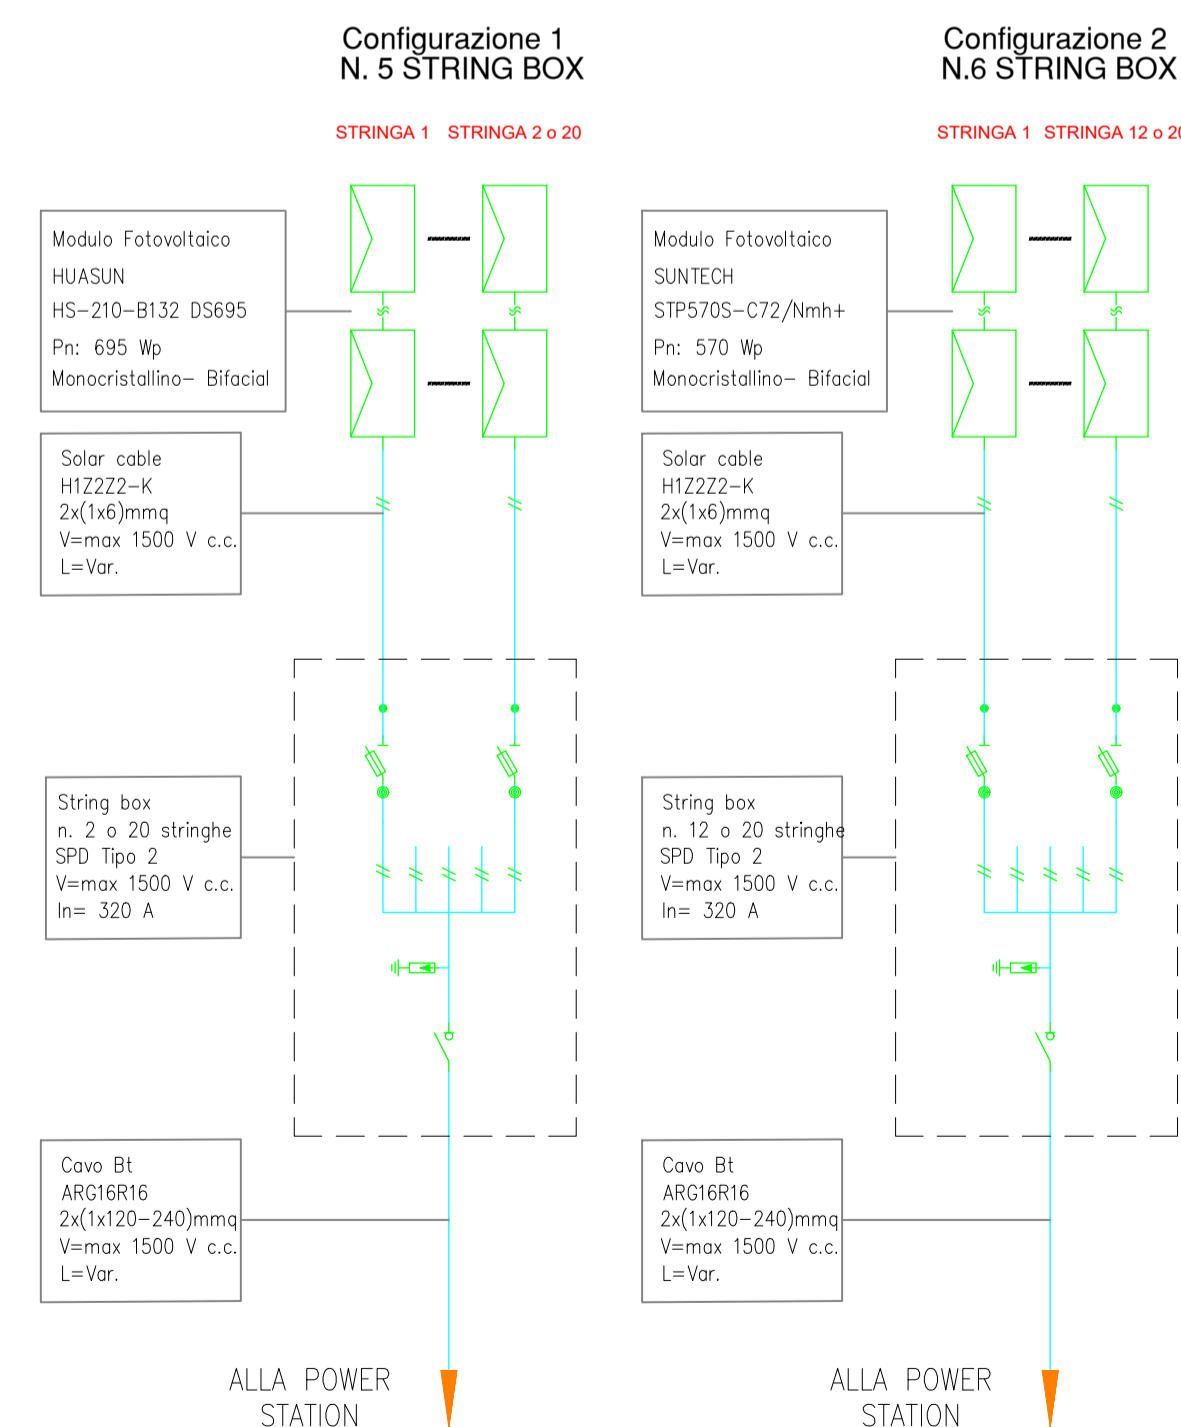 Configurazione 1
N. 5 STRING BOX
STRINGA 1 STRINGA 2 o 20
Modulo Fotovoltaico
HUASUN
HS-210-B132 DS695
Pn: 695 Wp
Monocristallino- Bifacial
Solar cable
H1Z2Z2-K
2x(1x6)mmq
V=max 1500 V c.c.
L=Var.
String box
n. 2 o 20 stringhe
SPD Tipo 2
V=max 1500 V c.c.
In= 320 A
Cavo Bt
ARG16R16
2x(1x120-240)mmq
V=max 1500 V c.c.
L=Var.
ALLA POWER
STATION
Configurazione 2
N.6 STRING BOX
STRINGA 1 STRINGA 12 o 20
Modulo Fotovoltaico
SUNTECH
STP570S-C72/Nmh+
Pn: 570 Wp
Monocristallino- Bifacial
Solar cable
H1Z2Z2-K
2x(1x6)mmq
V=max 1500 V c.c.
L=Var.
String box
n. 12 o 20 stringhe
SPD Tipo 2
V=max 1500 V c.c.
In= 320 A
Cavo Bt
ARG16R16
2x(1x120-240)mmq
V=max 1500 V c.c.
L=Var.
ALLA POWER
STATION